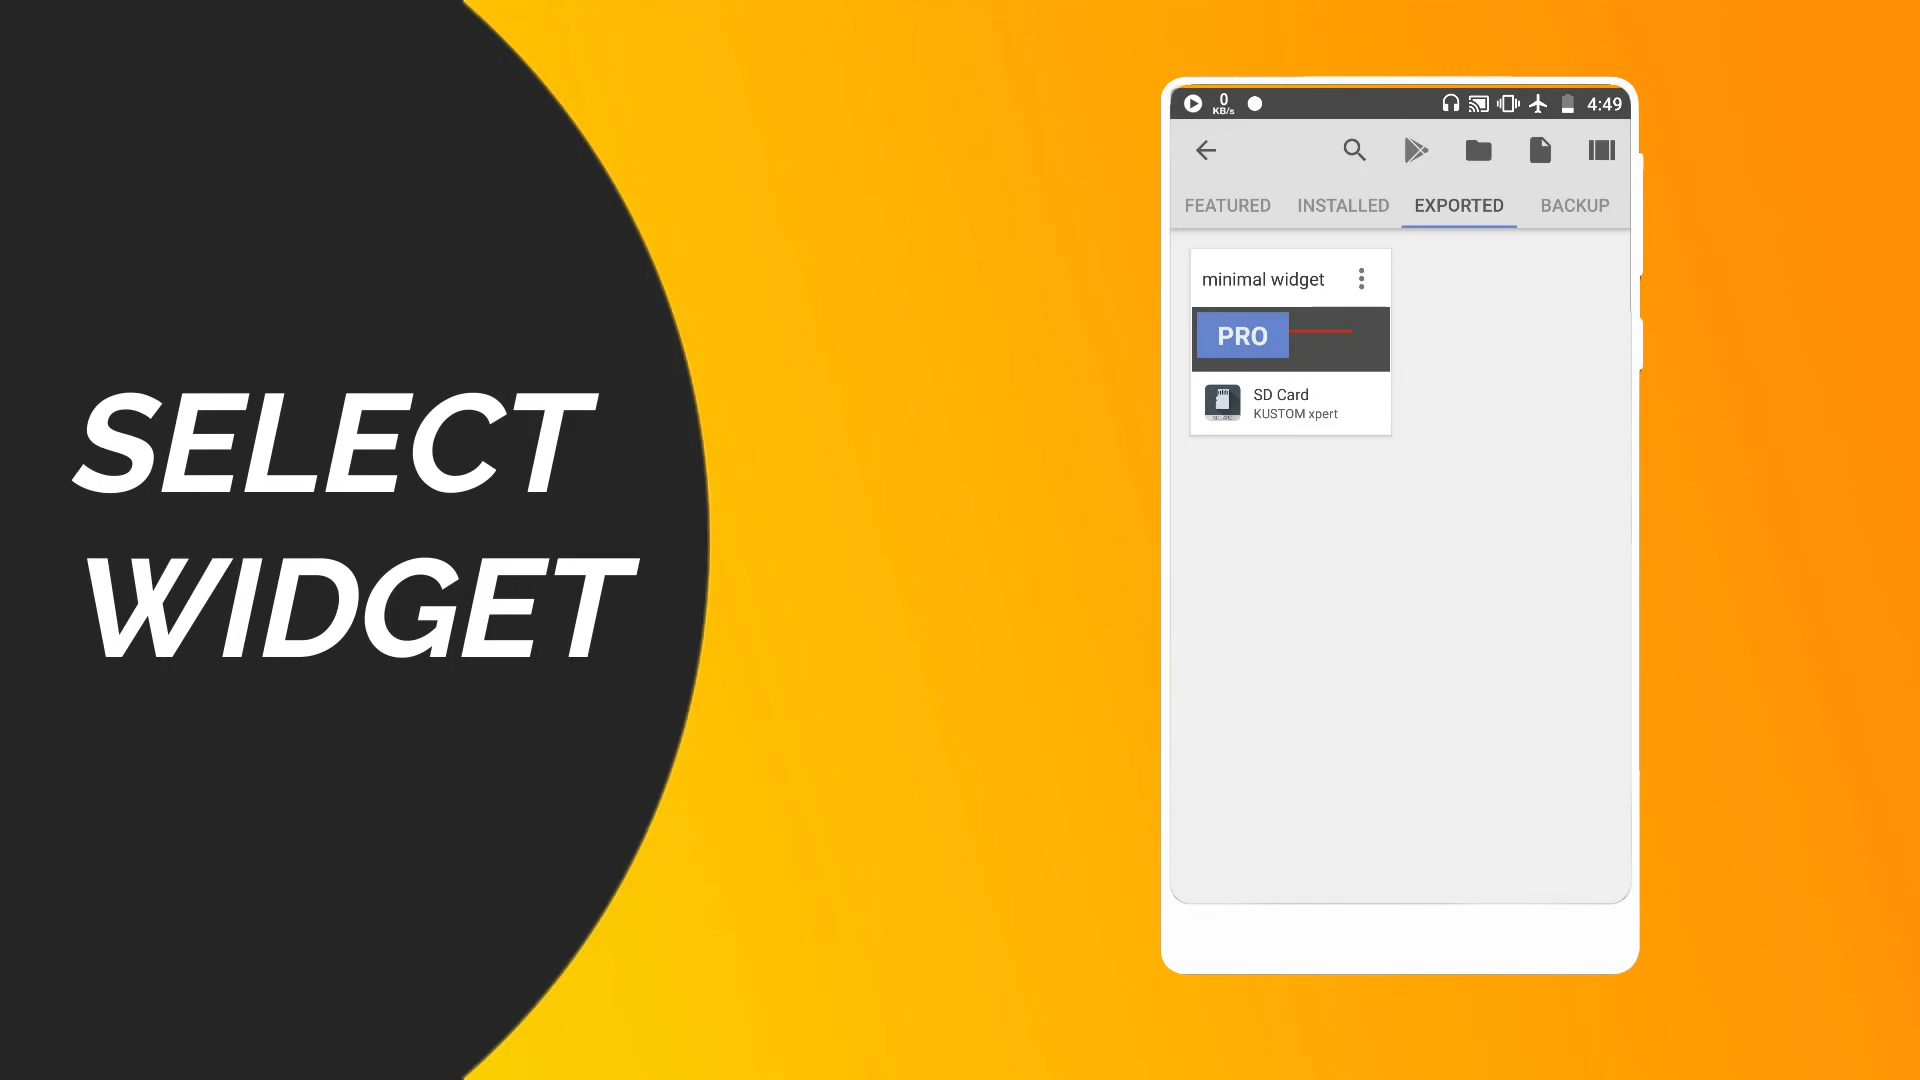 SELECT
WIDGET
0
KB/s
4:49
FEATURED INSTALLED EXPORTED BACKUP
minimal widget
PRO
SD Card
KUSTOM xpert